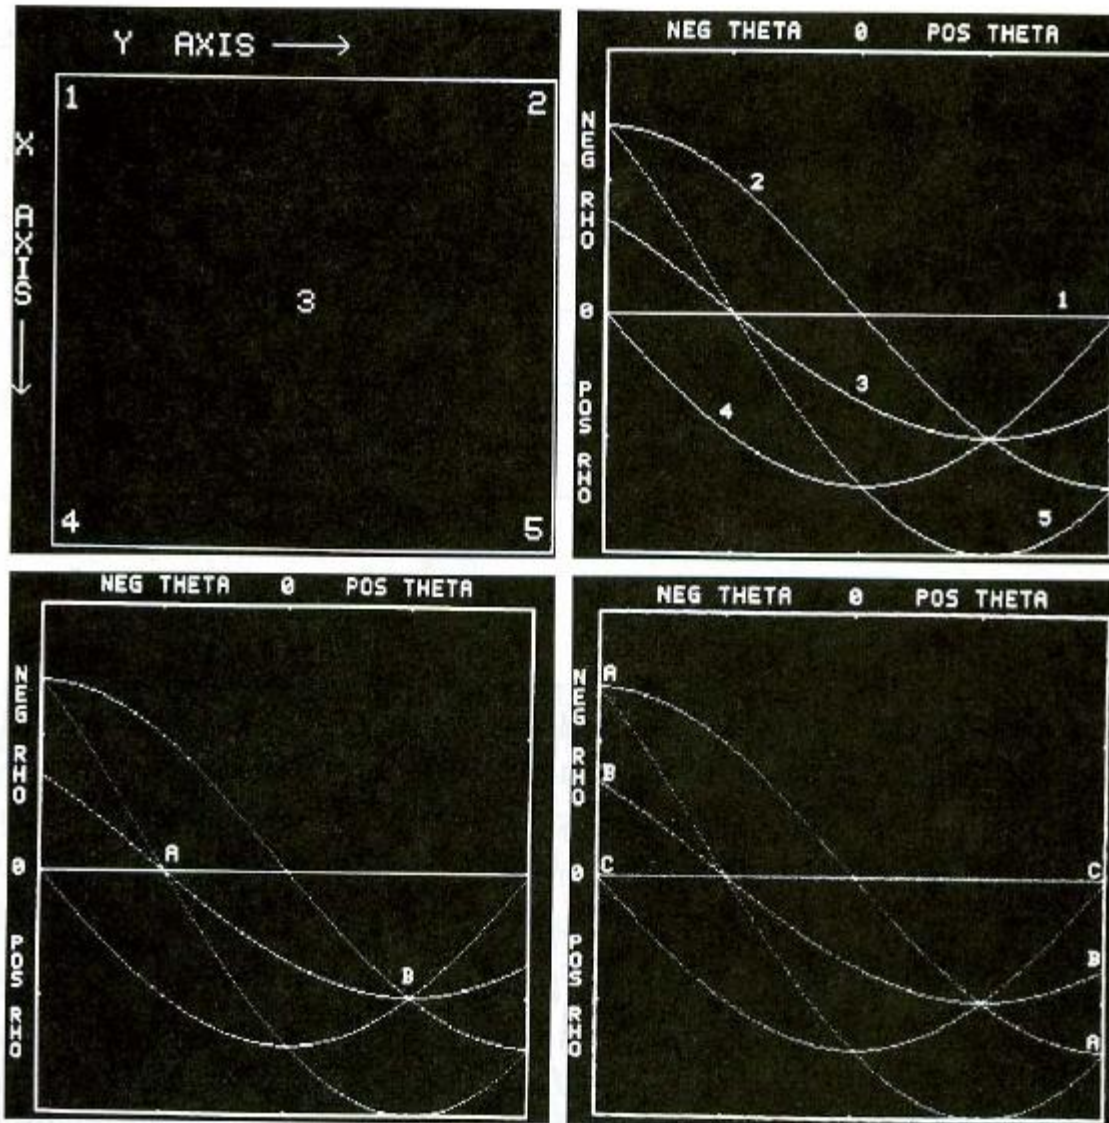 Y AXIS
1
2
X AXIS
3
4
5
NEG THETA 0 POS THETA
NEG RHO
0
POS RHO
2
1
3
4
5
NEG THETA 0 POS THETA
NEG RHO
0
POS RHO
A
B
NEG THETA 0 POS THETA
NEG RHO
0
POS RHO
A
B
C
C
B
A